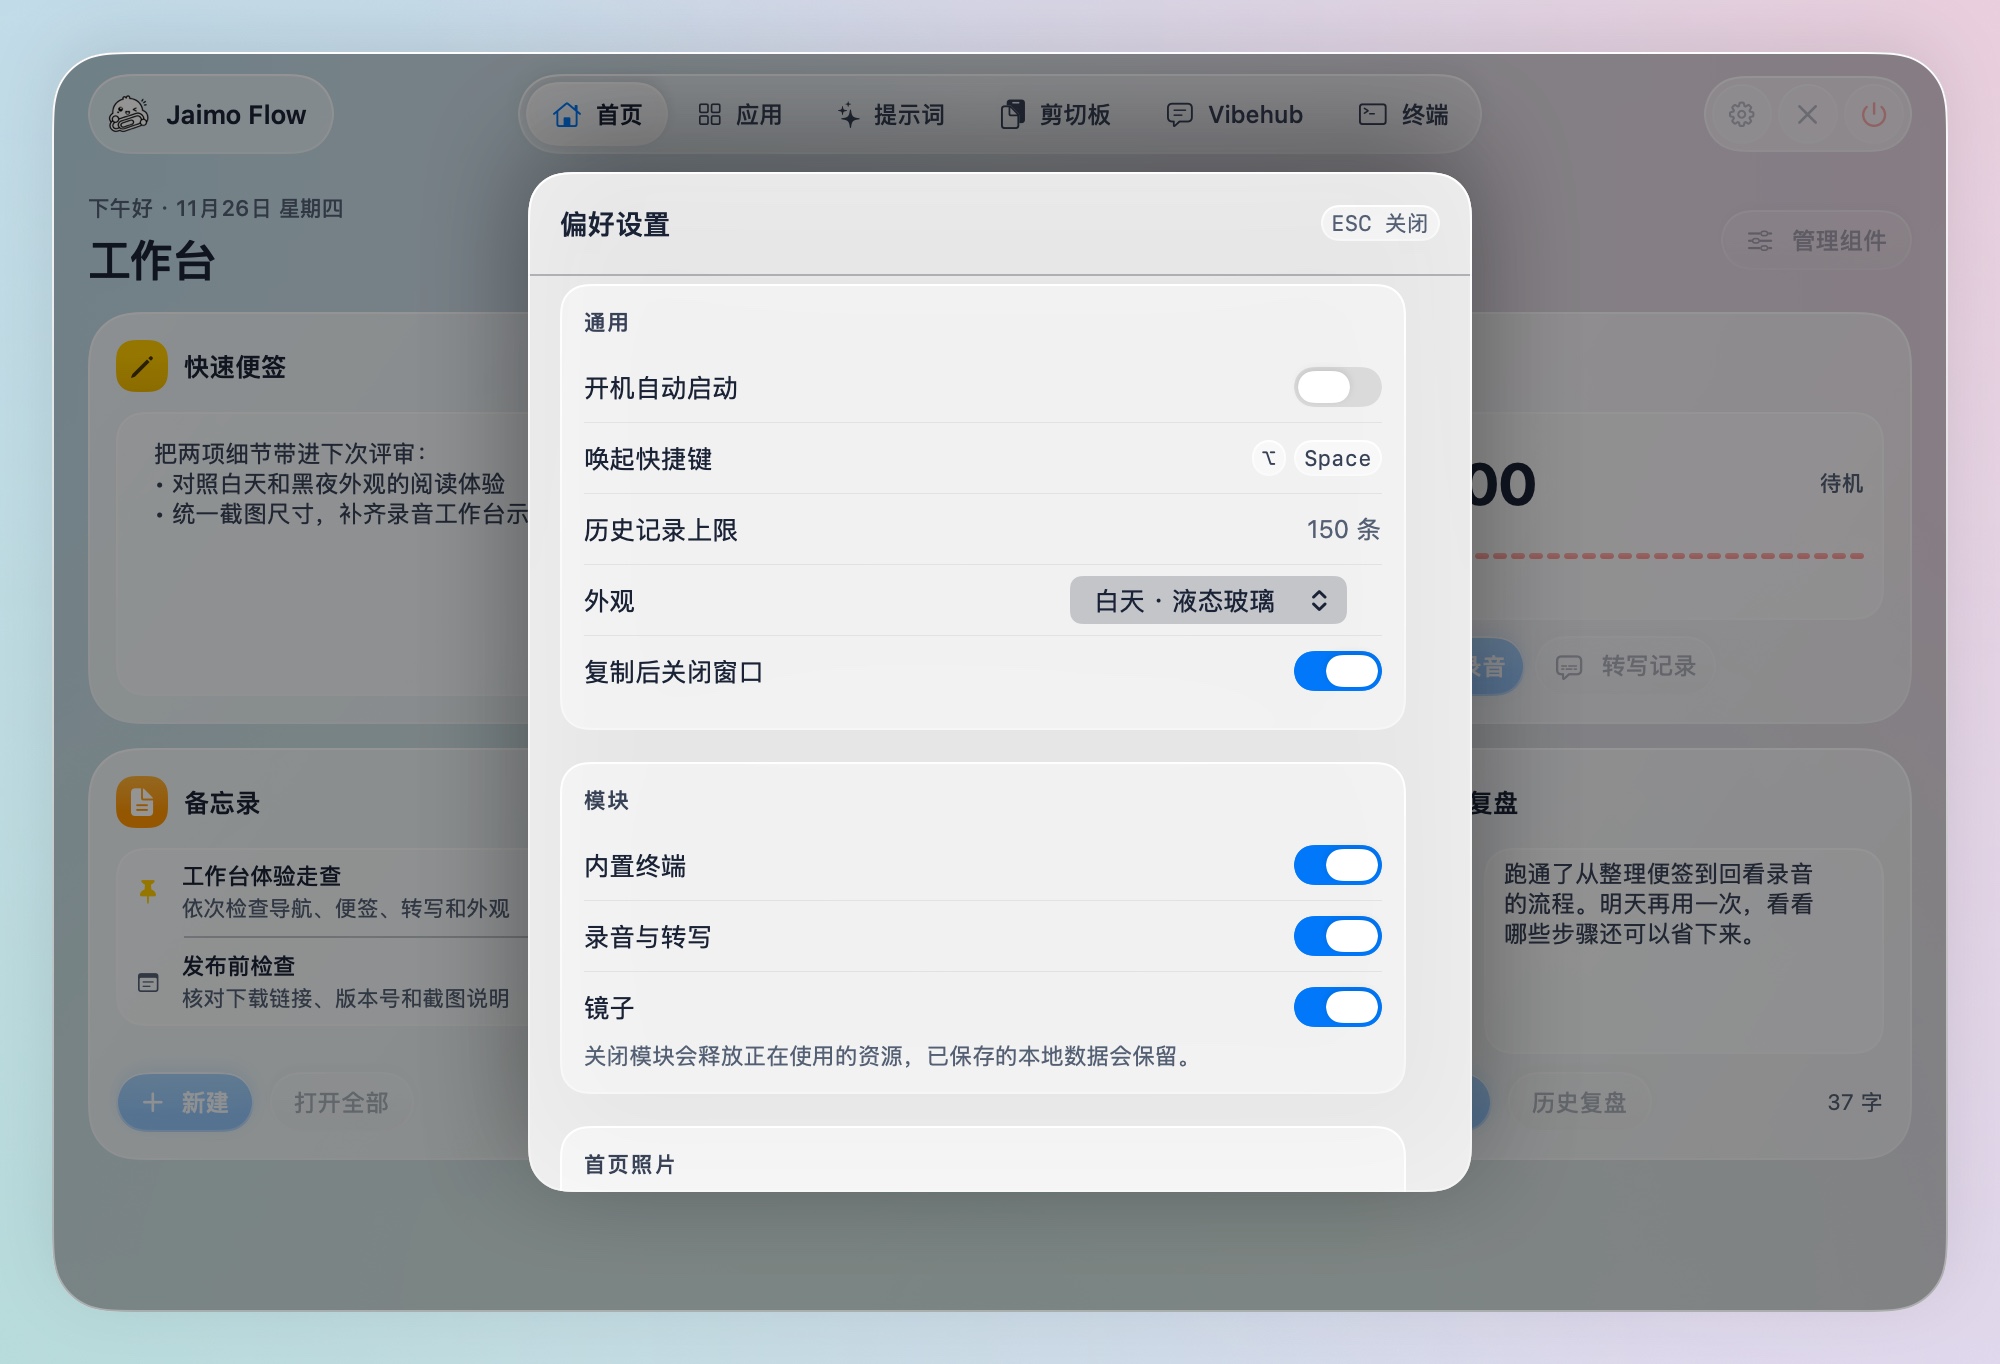 Jaimo Flow
首页
应用
提示词
剪切板
Vibehub
终端
下午好 · 11月26日 星期四
工作台
管理组件
快速便签
把两项细节带进下次评审：
• 对照白天和黑夜外观的阅读体验
• 统一截图尺寸，补齐录音工作台示
备忘录
工作台体验走查
依次检查导航、便签、转写和外观
发布前检查
核对下载链接、版本号和截图说明
新建
打开全部
偏好设置
ESC 关闭
通用
开机自动启动
唤起快捷键
⌥ Space
历史记录上限
150 条
外观
白天 · 液态玻璃
复制后关闭窗口
模块
内置终端
录音与转写
镜子
关闭模块会释放正在使用的资源，已保存的本地数据会保留。
首页照片
00
待机
录音
转写记录
复盘
跑通了从整理便签到回看录音
的流程。明天再用一次，看看
哪些步骤还可以省下来。
历史复盘
37 字